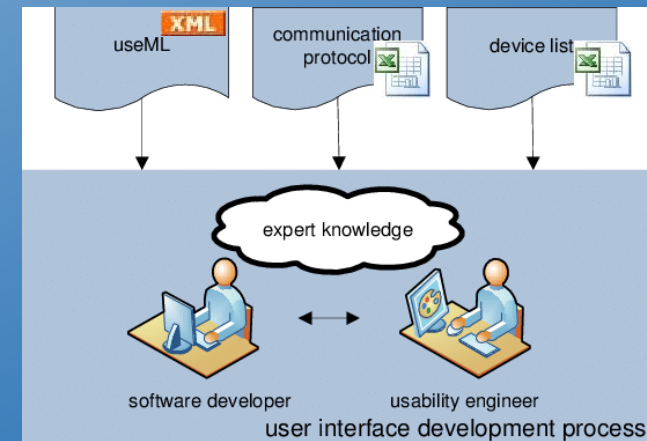 XML
useML
communication
protocol
device list
expert knowledge
software developer
usability engineer
user interface development process